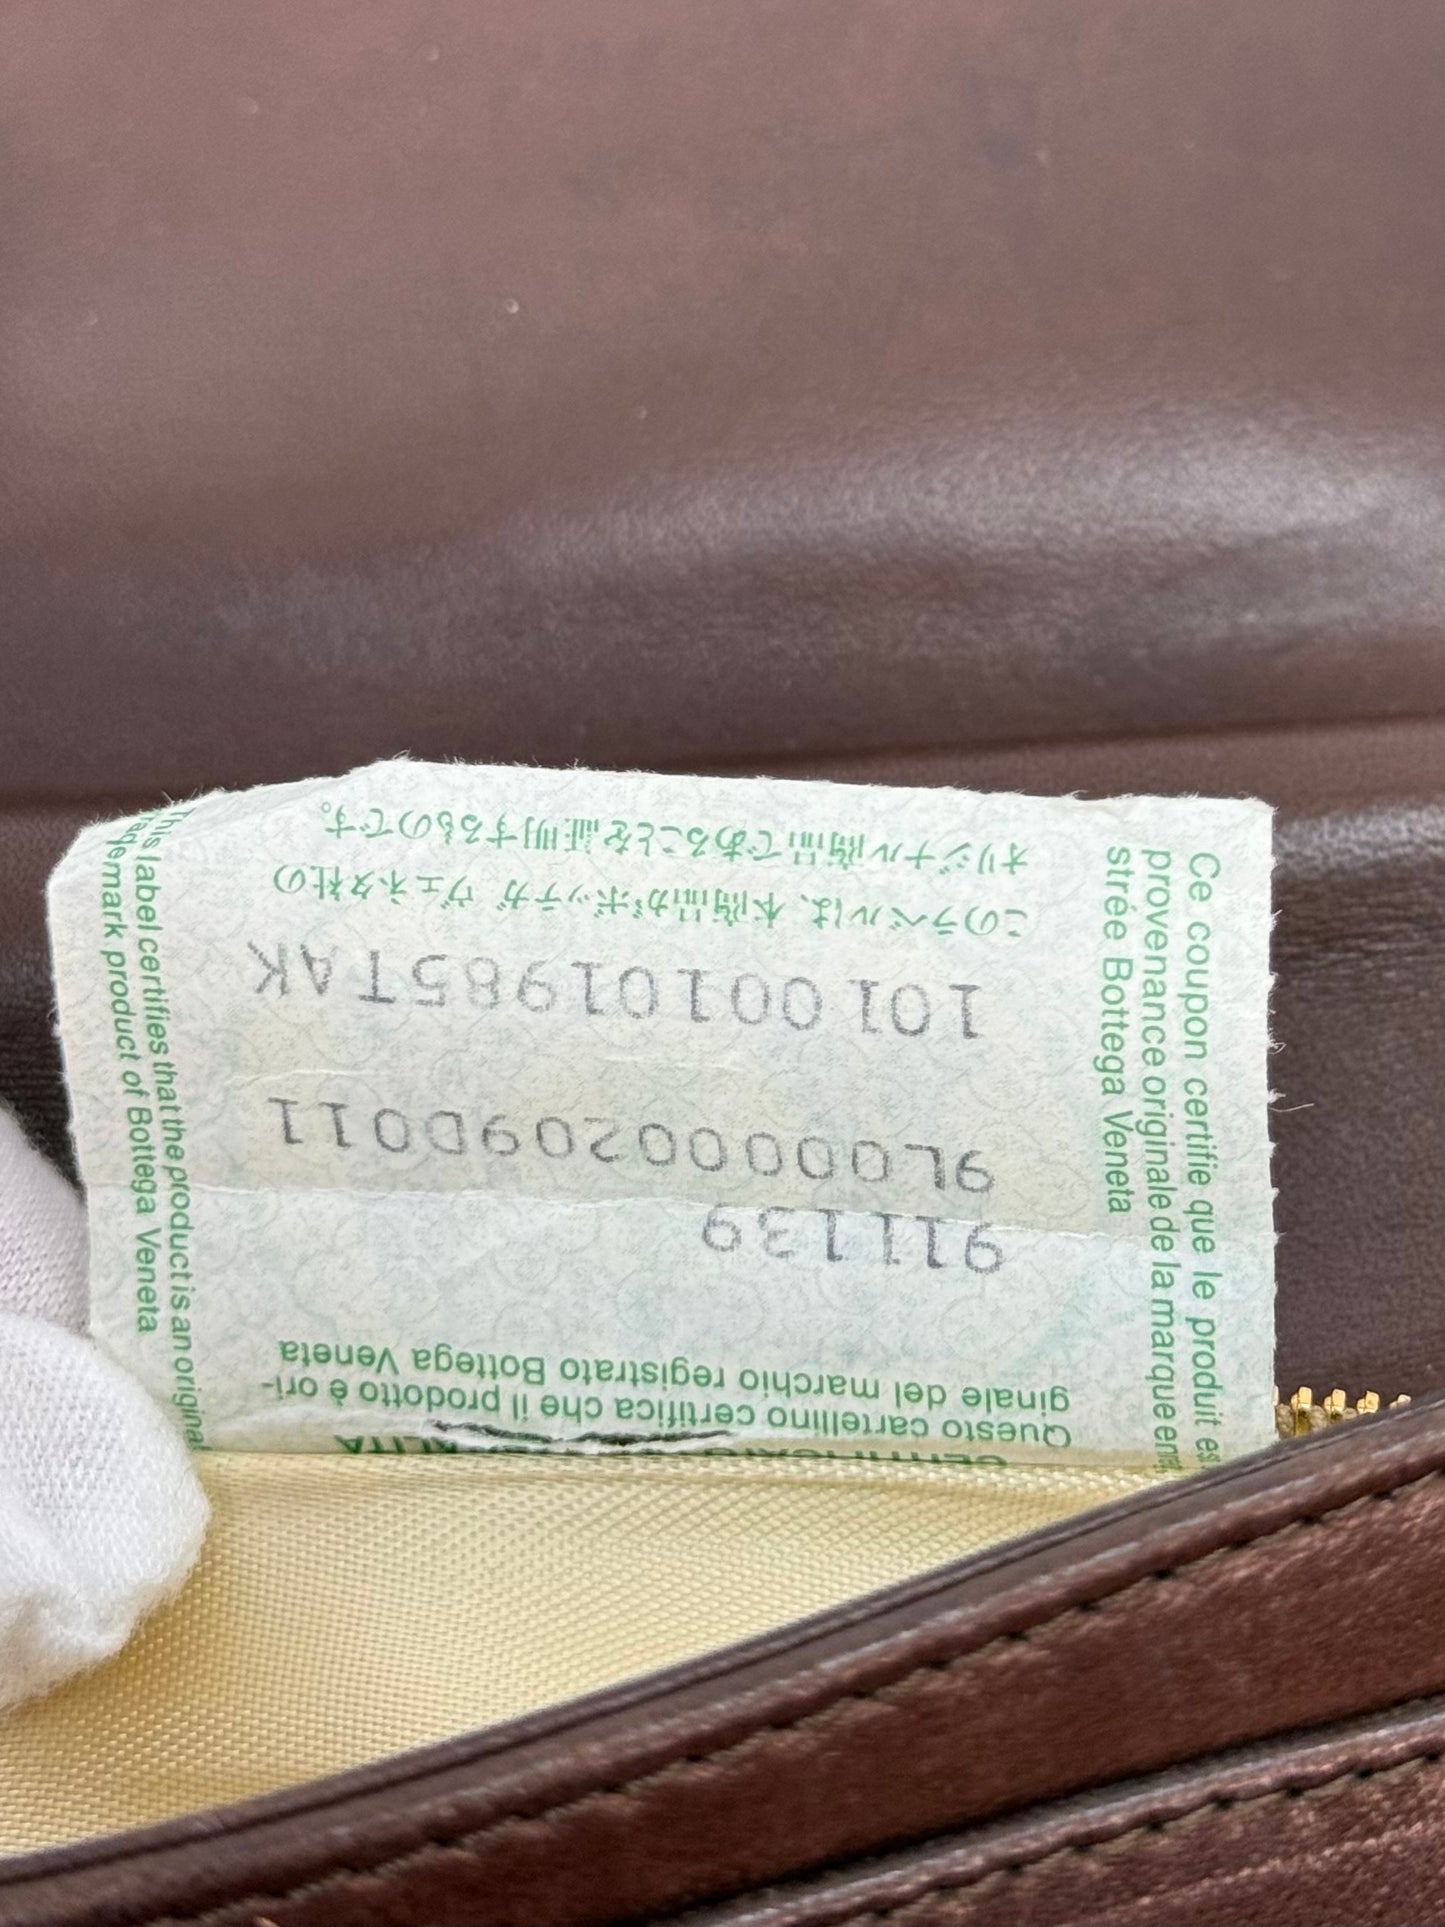 Questo cartellino certifica che il prodotto è ori-
ginale del marchio registrato Bottega Veneta
911139
9L00000209D011
101 00101985TAK
このラベルは、本商品がボッテガ ヴェネタ社の
オリジナル商品であることを証明するものです。
Ce coupon certifie que le produit es
provenance originale de la marque enr
strée Bottega Veneta
This label certifies that the product is an original
rademark product of Bottega Veneta